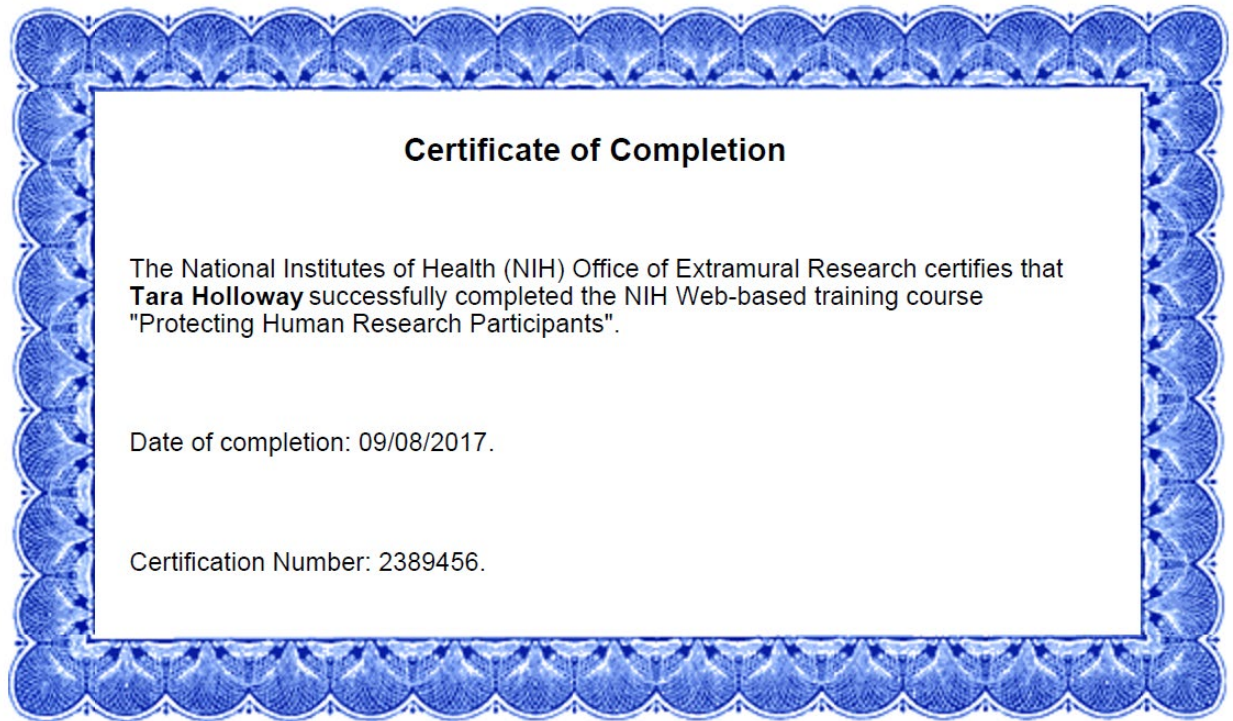 Certificate of Completion
The National Institutes of Health (NIH) Office of Extramural Research certifies that
Tara Holloway successfully completed the NIH Web-based training course
"Protecting Human Research Participants".
Date of completion: 09/08/2017.
Certification Number: 2389456.